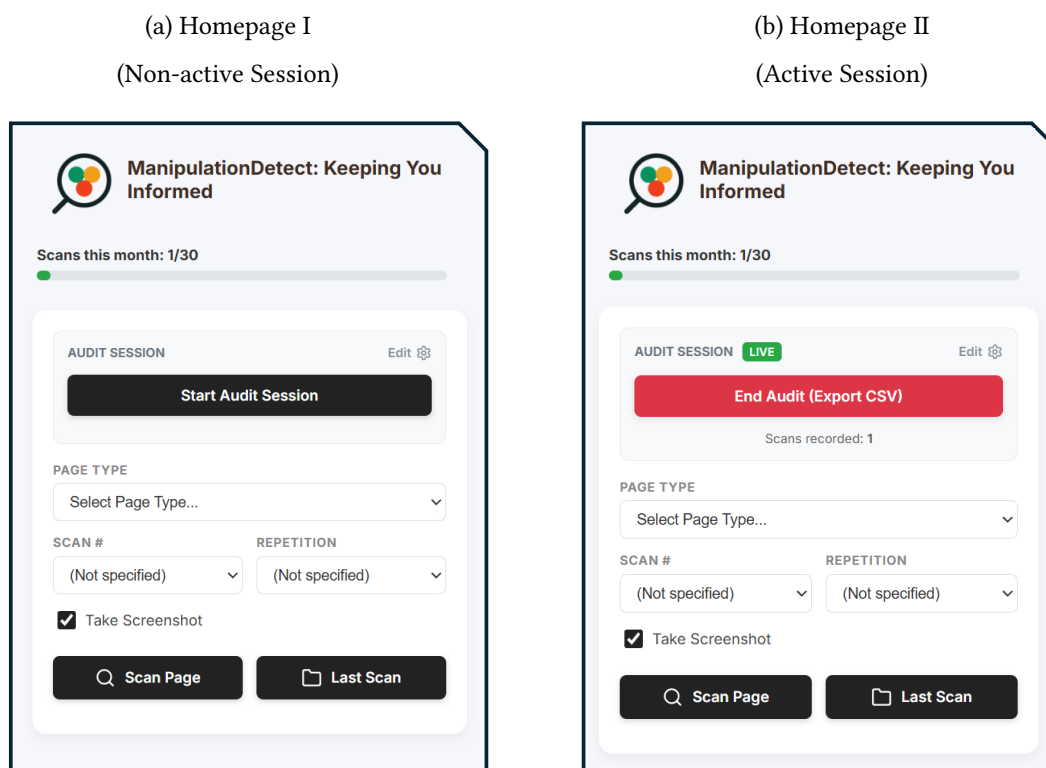 (a) Homepage I
(Non-active Session)
ManipulationDetect: Keeping You
Informed
Scans this month: 1/30
AUDIT SESSION
Edit
Start Audit Session
PAGE TYPE
Select Page Type...
SCAN #
REPETITION
(Not specified)
(Not specified)
Take Screenshot
Scan Page
Last Scan
(b) Homepage II
(Active Session)
ManipulationDetect: Keeping You
Informed
Scans this month: 1/30
AUDIT SESSION
LIVE
Edit
End Audit (Export CSV)
Scans recorded: 1
PAGE TYPE
Select Page Type...
SCAN #
REPETITION
(Not specified)
(Not specified)
Take Screenshot
Scan Page
Last Scan